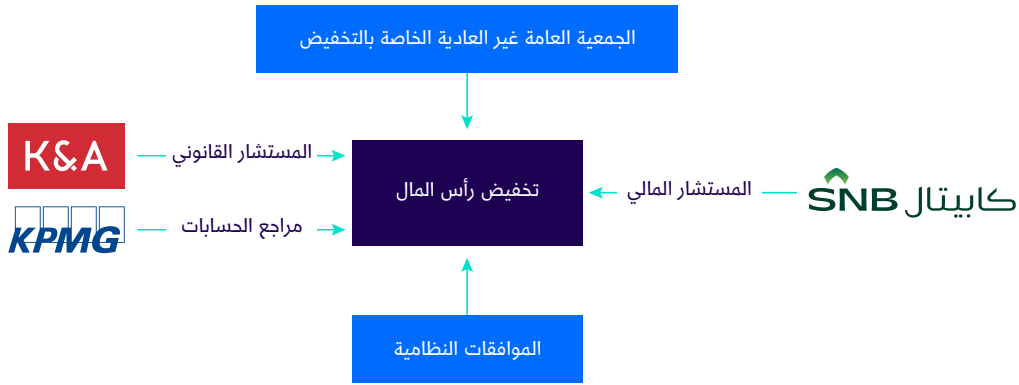 الجمعية العامة غير العادية الخاصة بالتخفيض
K&A
المستشار القانوني
تخفيض رأس المال
المستشار المالي
SNB كابيتال
KPMG
مراجع الحسابات
الموافقات النظامية